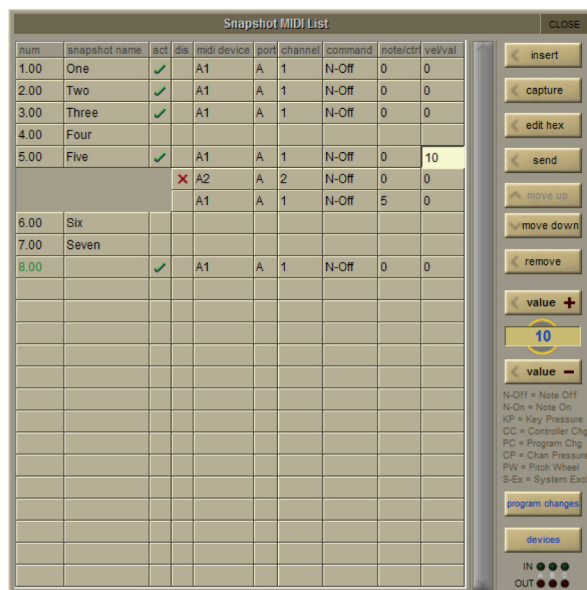 Snapshot MIDI List CLOSE
num snapshot name act dis midi device port channel command note/ctrl vel/val
1.00 One A1 A 1 N-Off 0 0
2.00 Two A1 A 1 N-Off 0 0
3.00 Three A1 A 1 N-Off 0 0
4.00 Four
5.00 Five A1 A 1 N-Off 0 10
A2 A 2 N-Off 0 0
A1 A 1 N-Off 5 0
6.00 Six
7.00 Seven
8.00 A1 A 1 N-Off 0 0
insert
capture
edit hex
send
move up
move down
remove
value +
10
value −
N-Off = Note Off
N-On = Note On
KP = Key Pressure
CC = Controller Chg
PC = Program Chg
CP = Chan Pressure
PW = Pitch Wheel
S-Ex = System Excl
program changes
devices
IN
A B C
OUT